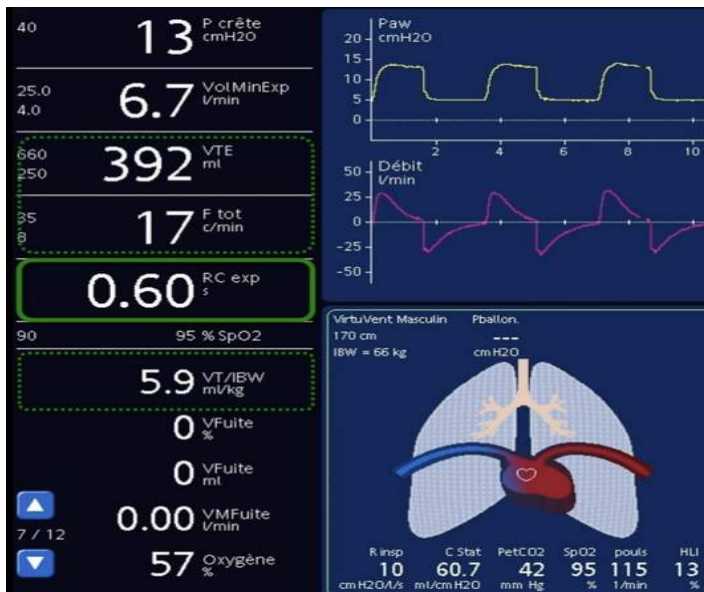 40
13
P crête
cmH2O
25.0
4.0
6.7
VolMinExp
l/min
660
250
392
VTE
ml
35
8
17
F tot
c/min
0.60
RC exp
s
90
95 % SpO2
5.9
VT/IBW
ml/kg
0
VFuite
%
0
VFuite
ml
0.00
VMFuite
l/min
7 / 12
57
Oxygène
%
Paw
cmH2O
20
15
10
5
0
2
4
6
8
10
Débit
l/min
50
25
0
-25
-50
VirtuVent Masculin Pballon.
170 cm ---
IBW = 66 kg cmH2O
R insp C Stat PetCO2 SpO2 pouls HLI
10 60.7 42 95 115 13
cmH2O/l/s ml/cmH2O mm Hg % 1/min %